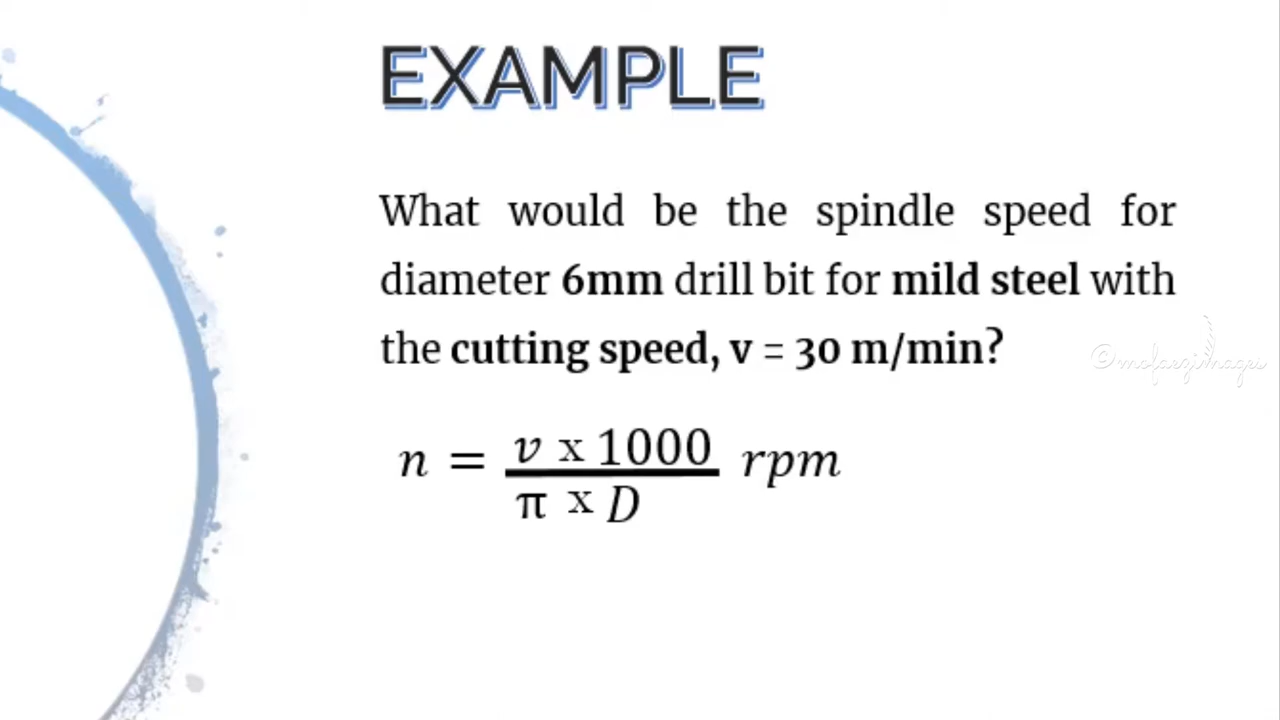 EXAMPLE
What would be the spindle speed for
diameter 6mm drill bit for mild steel with
the cutting speed, v = 30 m/min?
©mofaezimages
n = v x 1000 rpm
π x D